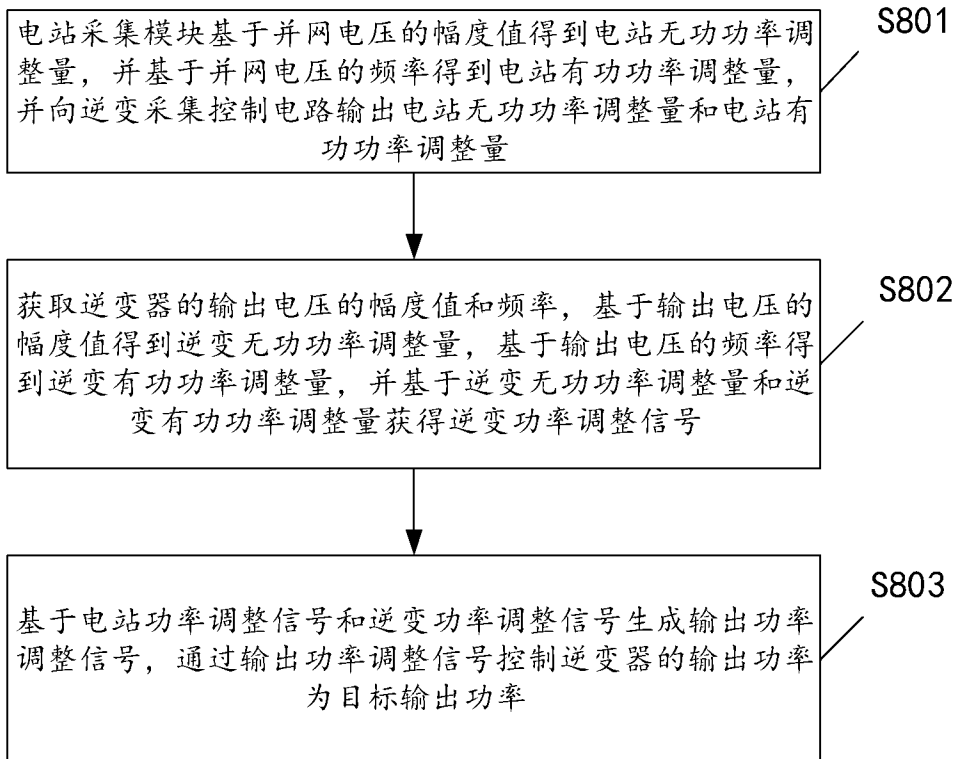 电站采集模块基于并网电压的幅度值得到电站无功功率调
整量，并基于并网电压的频率得到电站有功功率调整量，
并向逆变采集控制电路输出电站无功功率调整量和电站有
功功率调整量
S801
获取逆变器的输出电压的幅度值和频率，基于输出电压的
幅度值得到逆变无功功率调整量，基于输出电压的频率得
到逆变有功功率调整量，并基于逆变无功功率调整量和逆
变有功功率调整量获得逆变功率调整信号
S802
基于电站功率调整信号和逆变功率调整信号生成输出功率
调整信号，通过输出功率调整信号控制逆变器的输出功率
为目标输出功率
S803